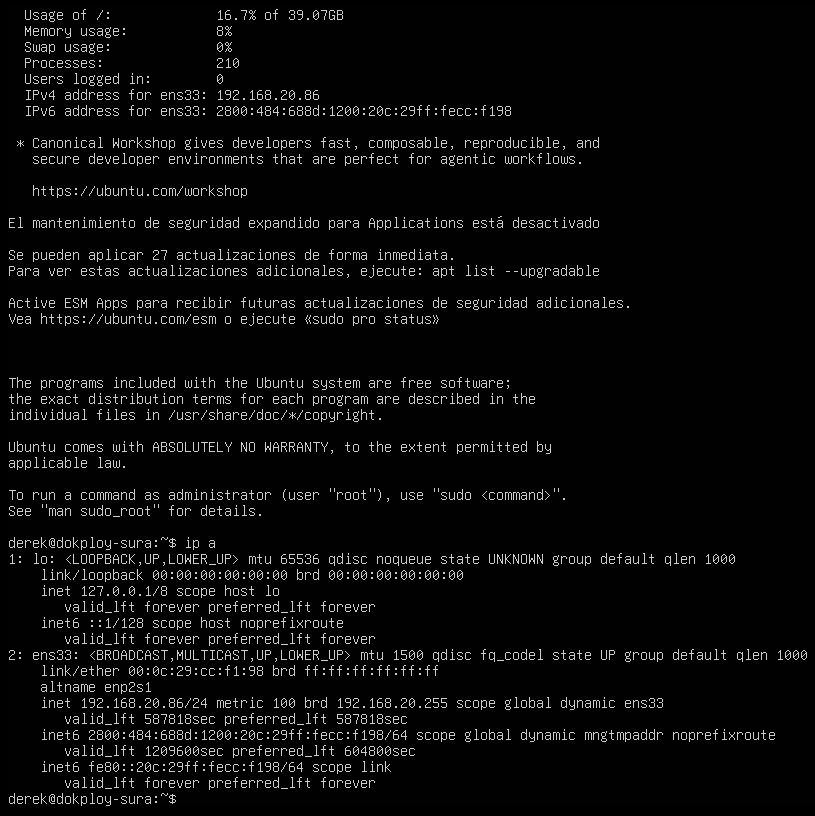 Usage of /: 16.7% of 39.07GB
Memory usage: 8%
Swap usage: 0%
Processes: 210
Users logged in: 0
IPv4 address for ens33: 192.168.20.86
IPv6 address for ens33: 2800:484:688d:1200:20c:29ff:fecc:f198
* Canonical Workshop gives developers fast, composable, reproducible, and
secure developer environments that are perfect for agentic workflows.
https://ubuntu.com/workshop
El mantenimiento de seguridad expandido para Applications está desactivado
Se pueden aplicar 27 actualizaciones de forma inmediata.
Para ver estas actualizaciones adicionales, ejecute: apt list --upgradable
Active ESM Apps para recibir futuras actualizaciones de seguridad adicionales.
Vea https://ubuntu.com/esm o ejecute «sudo pro status»
The programs included with the Ubuntu system are free software;
the exact distribution terms for each program are described in the
individual files in /usr/share/doc/*/copyright.
Ubuntu comes with ABSOLUTELY NO WARRANTY, to the extent permitted by
applicable law.
To run a command as administrator (user "root"), use "sudo <command>".
See "man sudo_root" for details.
derek@dokploy-sura:~$ ip a
1: lo: <LOOPBACK,UP,LOWER_UP> mtu 65536 qdisc noqueue state UNKNOWN group default qlen 1000
link/loopback 00:00:00:00:00:00 brd 00:00:00:00:00:00
inet 127.0.0.1/8 scope host lo
valid_lft forever preferred_lft forever
inet6 ::1/128 scope host noprefixroute
valid_lft forever preferred_lft forever
2: ens33: <BROADCAST,MULTICAST,UP,LOWER_UP> mtu 1500 qdisc fq_codel state UP group default qlen 1000
link/ether 00:0c:29:cc:f1:98 brd ff:ff:ff:ff:ff:ff
altname enp2s1
inet 192.168.20.86/24 metric 100 brd 192.168.20.255 scope global dynamic ens33
valid_lft 587818sec preferred_lft 587818sec
inet6 2800:484:688d:1200:20c:29ff:fecc:f198/64 scope global dynamic mngtmpaddr noprefixroute
valid_lft 1209600sec preferred_lft 604800sec
inet6 fe80::20c:29ff:fecc:f198/64 scope link
valid_lft forever preferred_lft forever
derek@dokploy-sura:~$